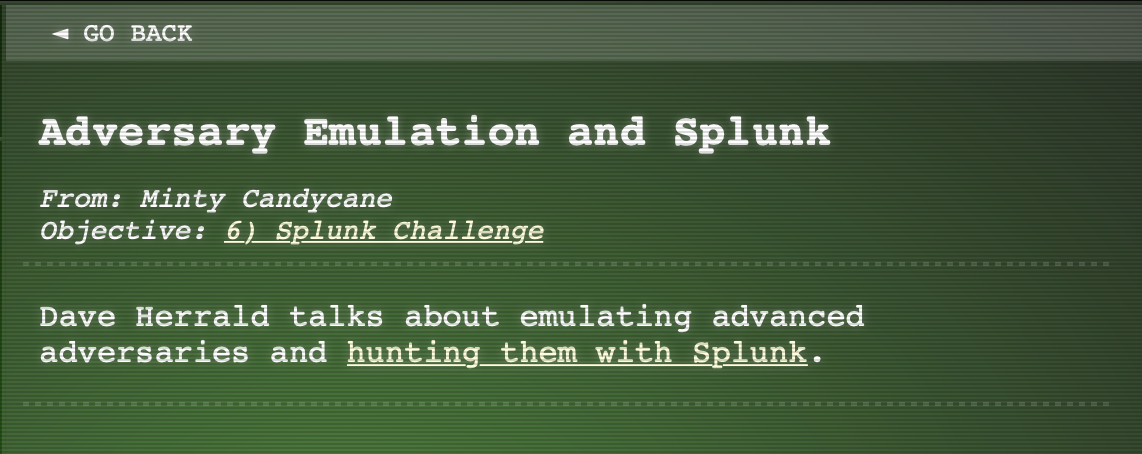 ◄ GO BACK
Adversary Emulation and Splunk
From: Minty Candycane
Objective: 6) Splunk Challenge
Dave Herrald talks about emulating advanced
adversaries and hunting them with Splunk.